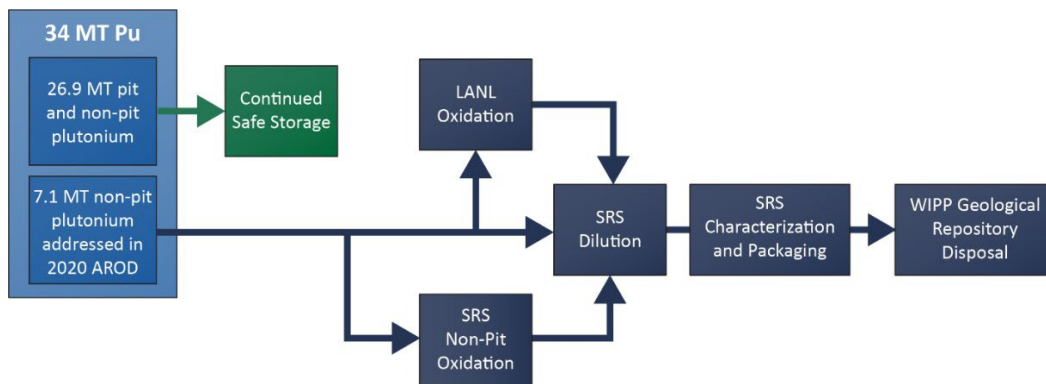 34 MT Pu
26.9 MT pit
and non-pit
plutonium
Continued
Safe Storage
7.1 MT non-pit
plutonium
addressed in
2020 AROD
LANL
Oxidation
SRS
Non-Pit
Oxidation
SRS
Dilution
SRS
Characterization
and Packaging
WIPP Geological
Repository
Disposal